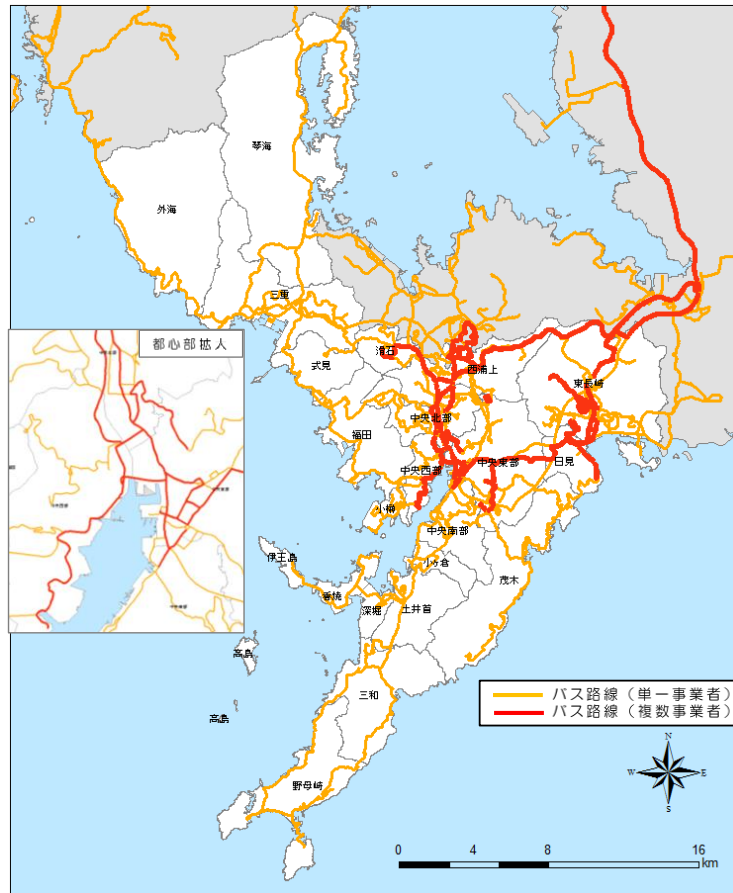 琴海
外海
三重
都心部拡大
式見
滑石
西浦上
東長崎
中央北部
福田
中央西部
中央東部
日見
小榊
中央南部
伊王島
小ヶ倉
茂木
香焼
深堀
土井首
高島
三和
高島
バス路線(単一事業者)
バス路線(複数事業者)
野母崎
N
W
E
S
0
4
8
16
km